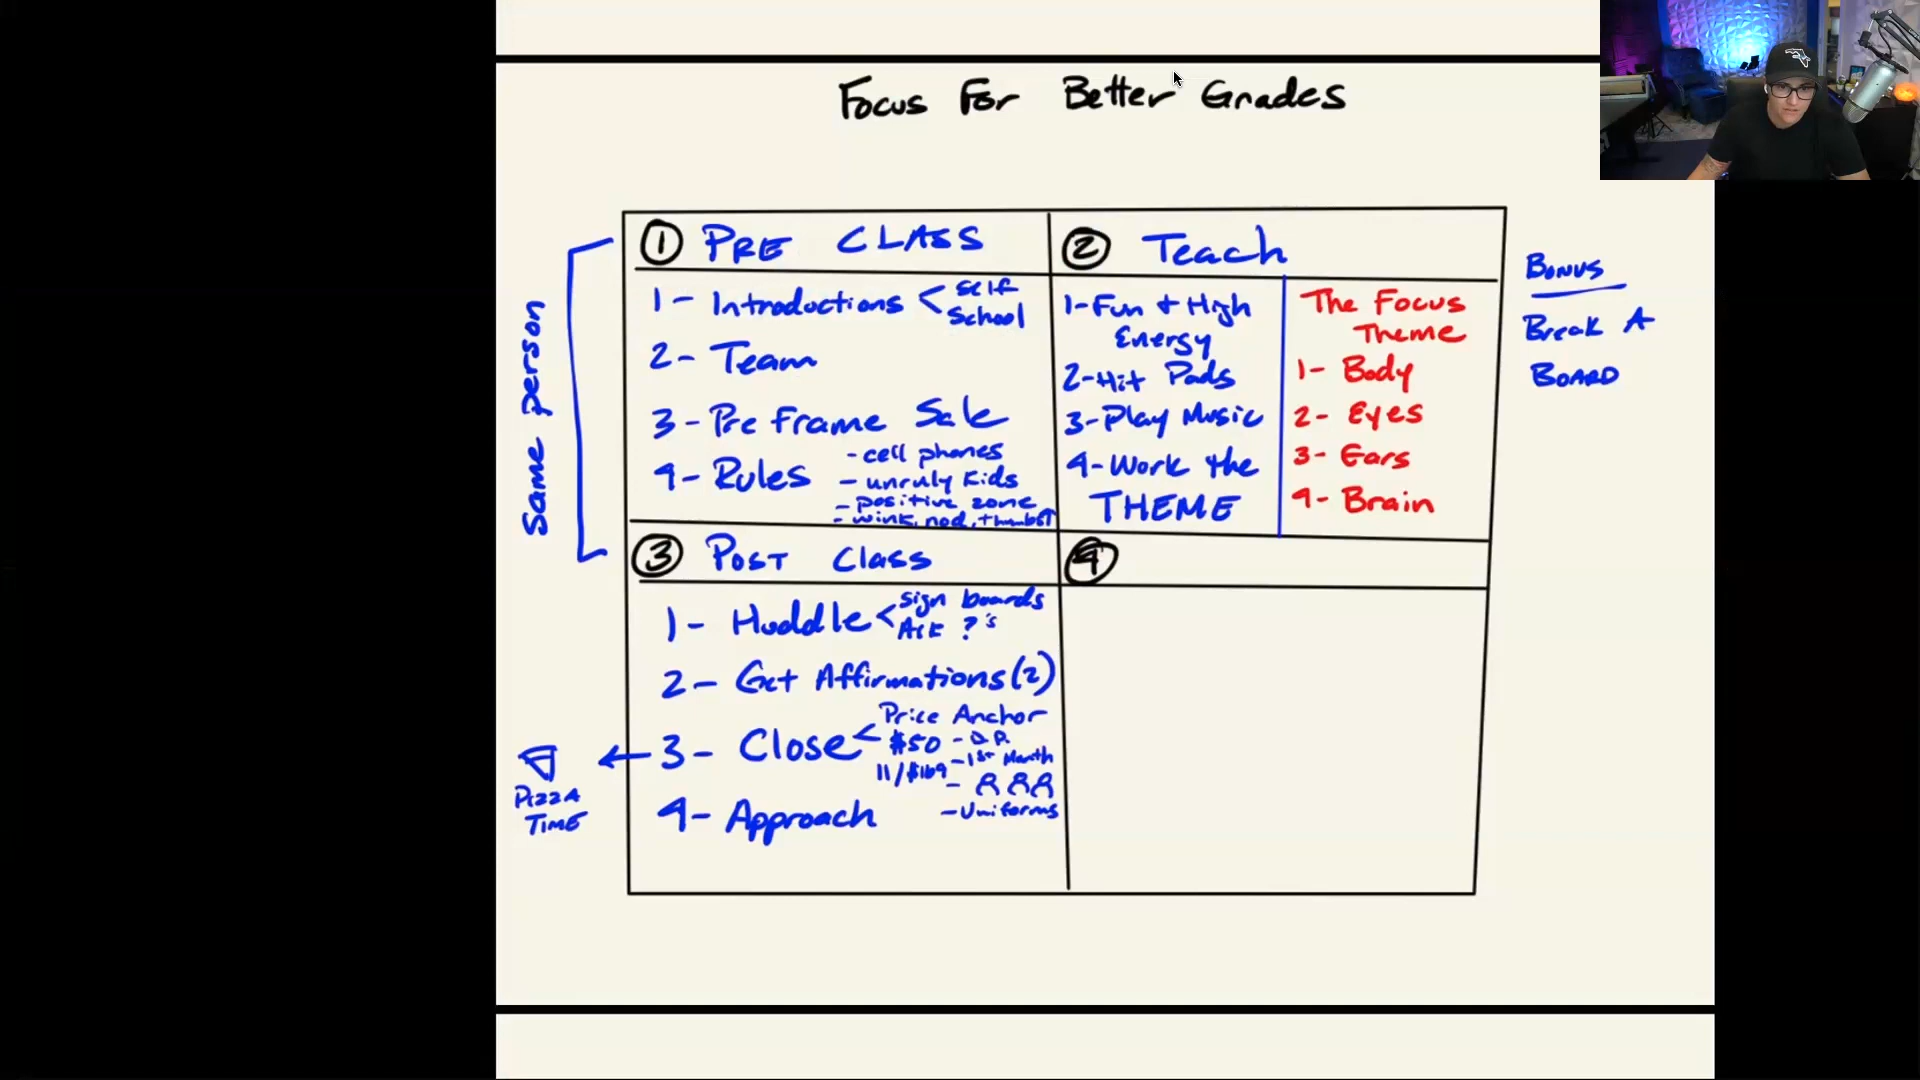 Focus For Better Grades
Same person
1 PRE CLASS
1- Introductions < self
school
2- Team
3- Pre frame Sale
4- Rules
- cell phones
- unruly kids
- positive zone
- wink, nod, thumbs↑
2 Teach
1- Fun + High
Energy
2- Hit Pads
3- Play Music
4- Work the
THEME
The Focus
Theme
1- Body
2- Eyes
3- Ears
4- Brain
Bonus
Break A
Board
3 Post Class
1- Huddle < sign boards
Ask ?'s
2- Get Affirmations (2)
3- Close < Price Anchor
$50 - D.P.
11/$169 - 1st Month
- Uniforms
4- Approach
Pizza
Time
4